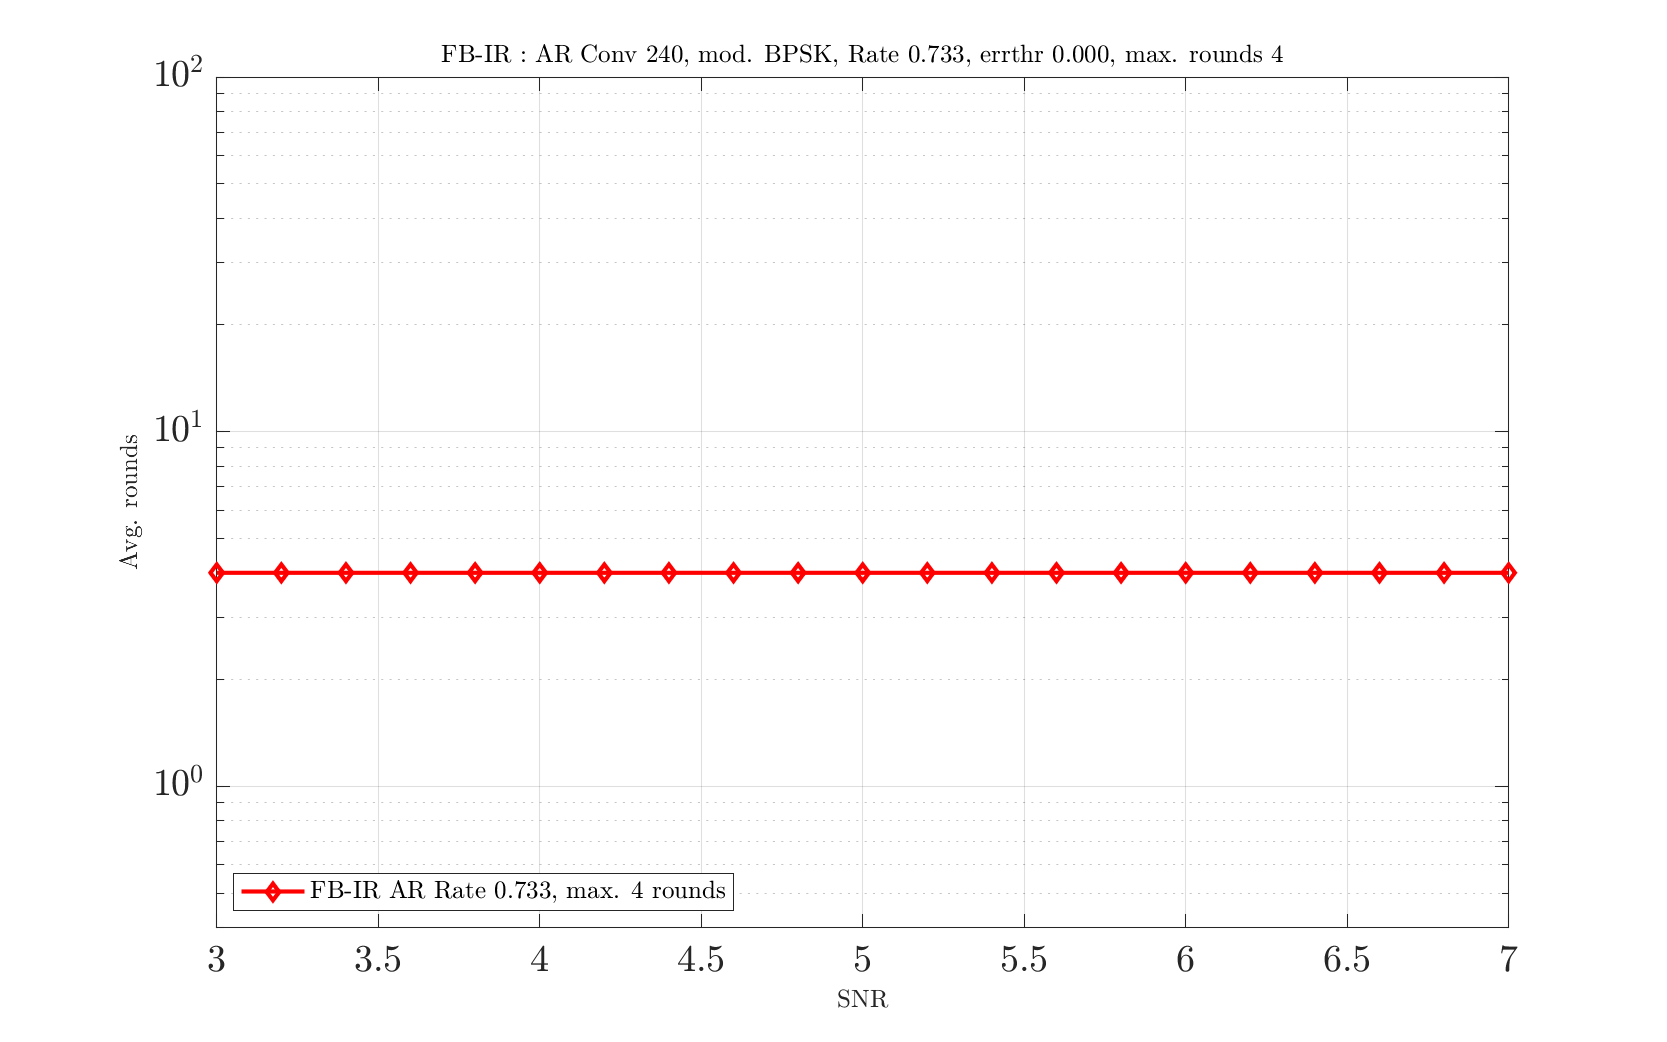 FB-IR : AR Conv 240, mod. BPSK, Rate 0.733, errthr 0.000, max. rounds 4
10^2
10^1
10^0
Avg. rounds
FB-IR AR Rate 0.733, max. 4 rounds
3 3.5 4 4.5 5 5.5 6 6.5 7
SNR